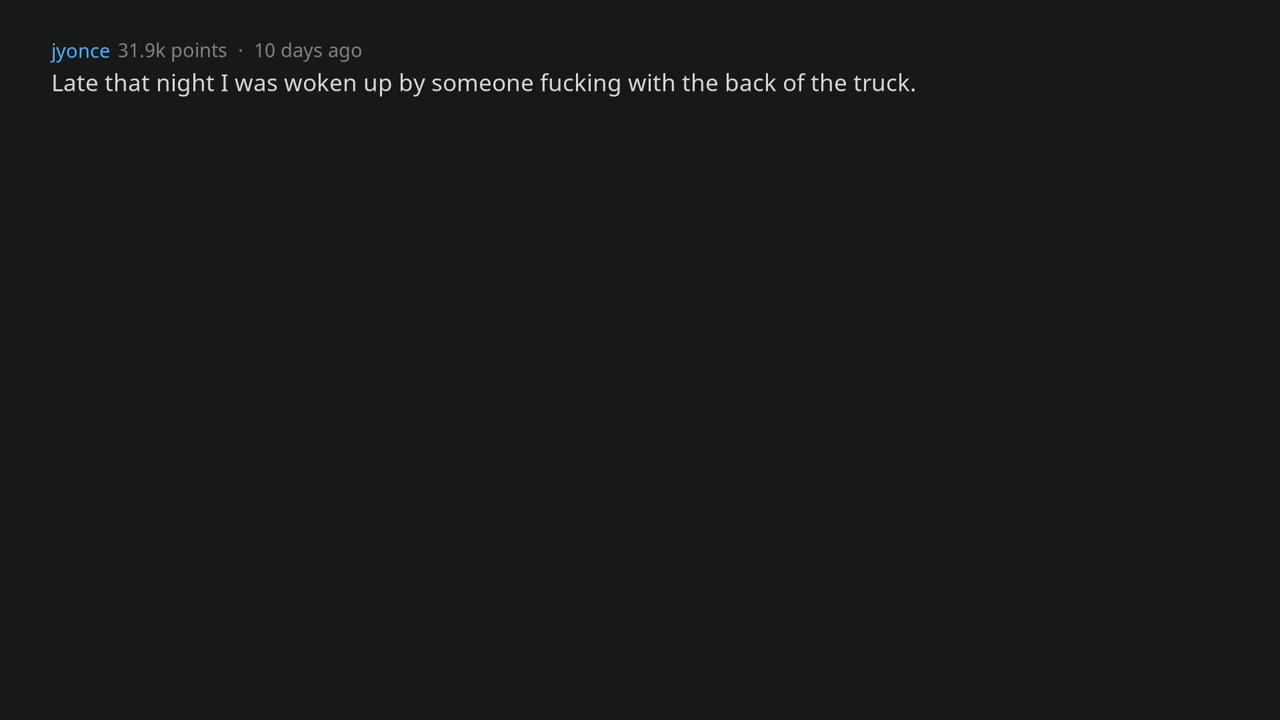 jyonce 31.9k points · 10 days ago
Late that night I was woken up by someone fucking with the back of the truck.